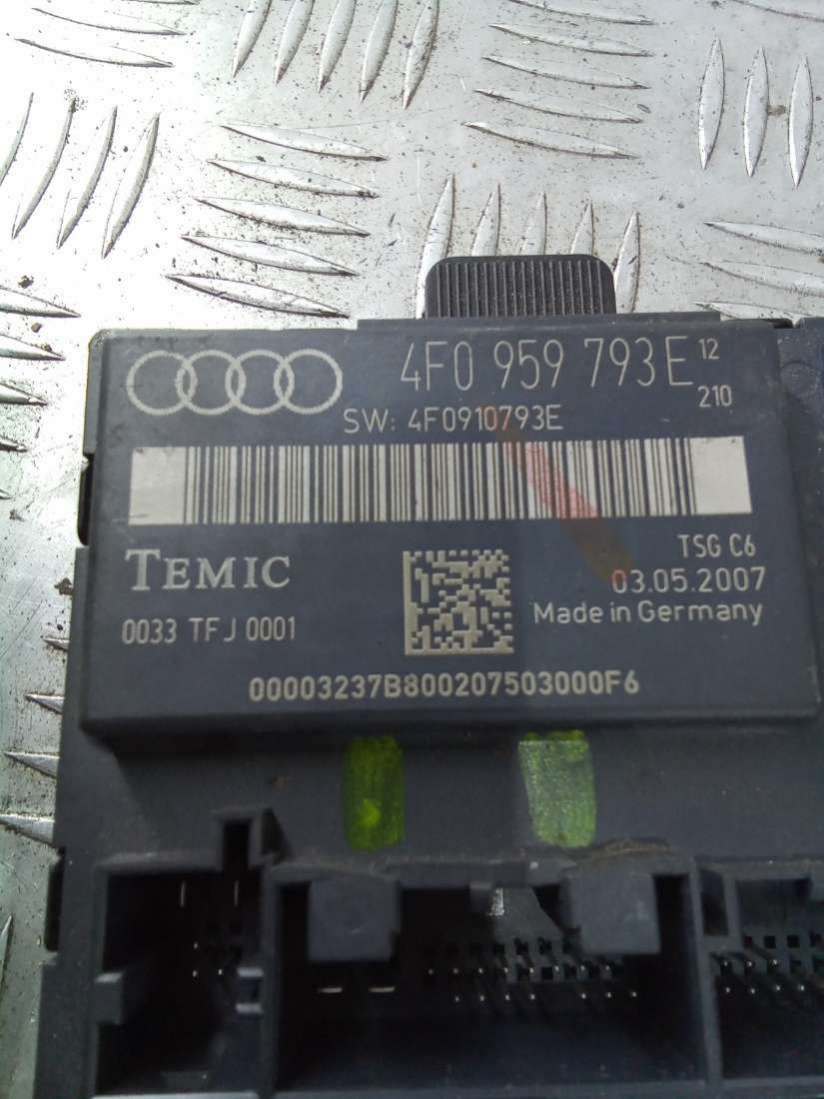 4F0 959 793E 12
210
SW: 4F0910793E
TEMIC
TSG C6
03.05.2007
0033 TFJ 0001
Made in Germany
00003237B800207503000F6